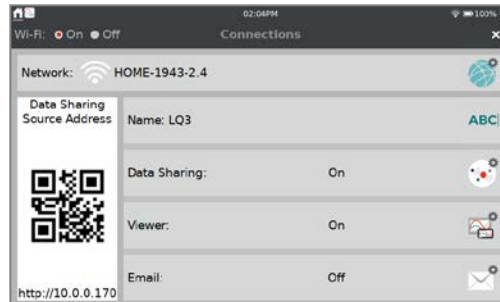 02:04PM 100%
Wi-Fi: On Off Connections x
Network: HOME-1943-2.4
Data Sharing
Source Address
Name: LQ3 ABC
Data Sharing: On
Viewer: On
Email: Off
http://10.0.0.170